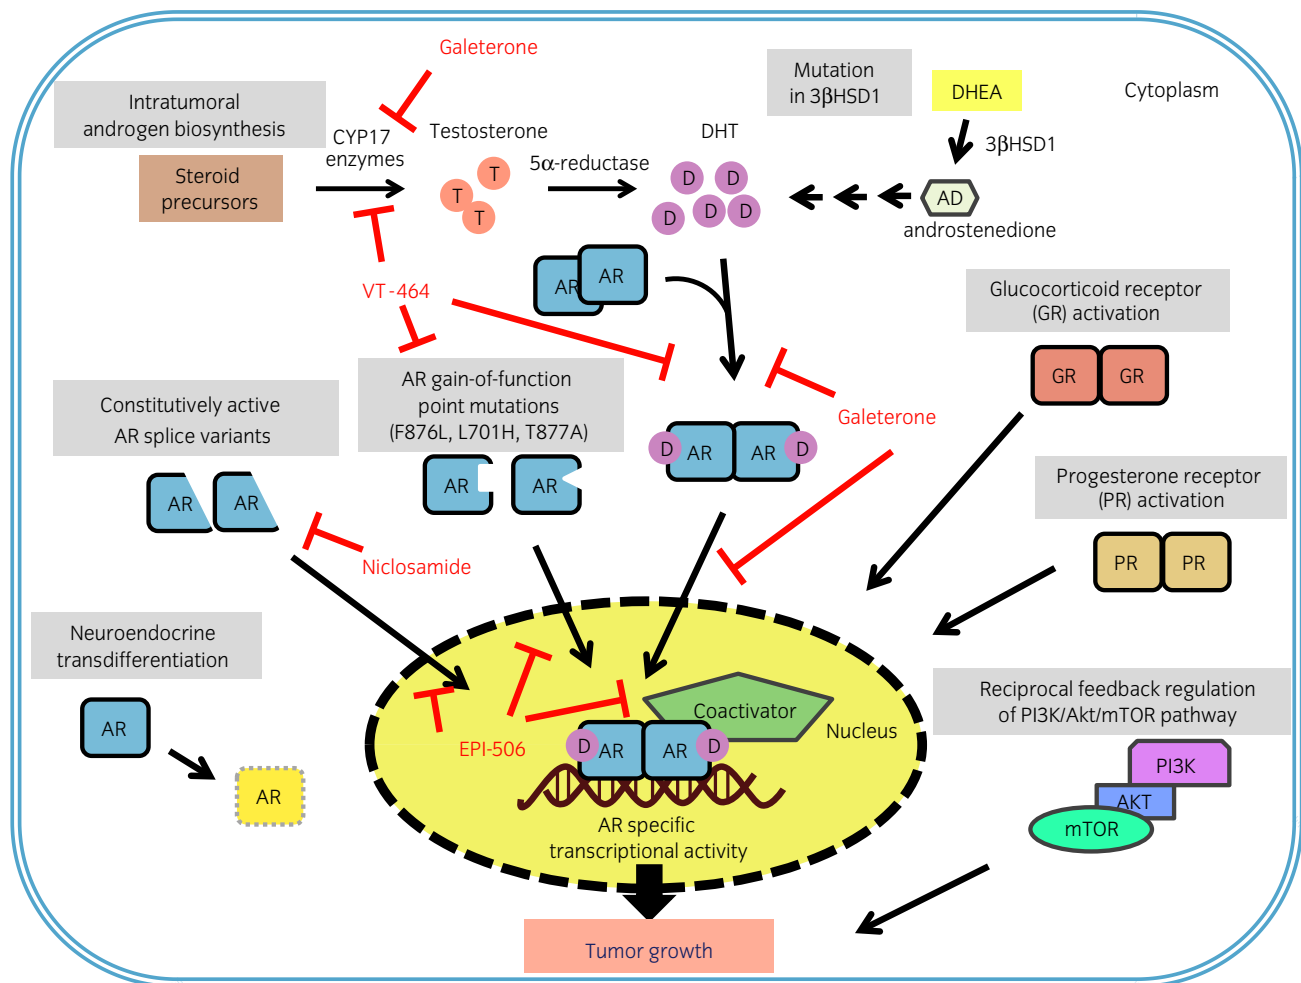 Galeterone
Mutation
in 3βHSD1
DHEA
Cytoplasm
Intratumoral
androgen biosynthesis
CYP17
enzymes
Testosterone
DHT
3βHSD1
Steroid
precursors
5α-reductase
T
T
T
D
D
D
D
D
AD
androstenedione
AR
AR
VT-464
Glucocorticoid receptor
(GR) activation
GR
GR
AR gain-of-function
point mutations
(F876L, L701H, T877A)
Constitutively active
AR splice variants
Galeterone
D
AR
AR
D
AR
AR
AR
AR
Progesterone receptor
(PR) activation
PR
PR
Niclosamide
Neuroendocrine
transdifferentiation
AR
AR
Reciprocal feedback regulation
of PI3K/Akt/mTOR pathway
PI3K
AKT
mTOR
Coactivator
Nucleus
EPI-506
D
AR
AR
D
AR specific
transcriptional activity
Tumor growth